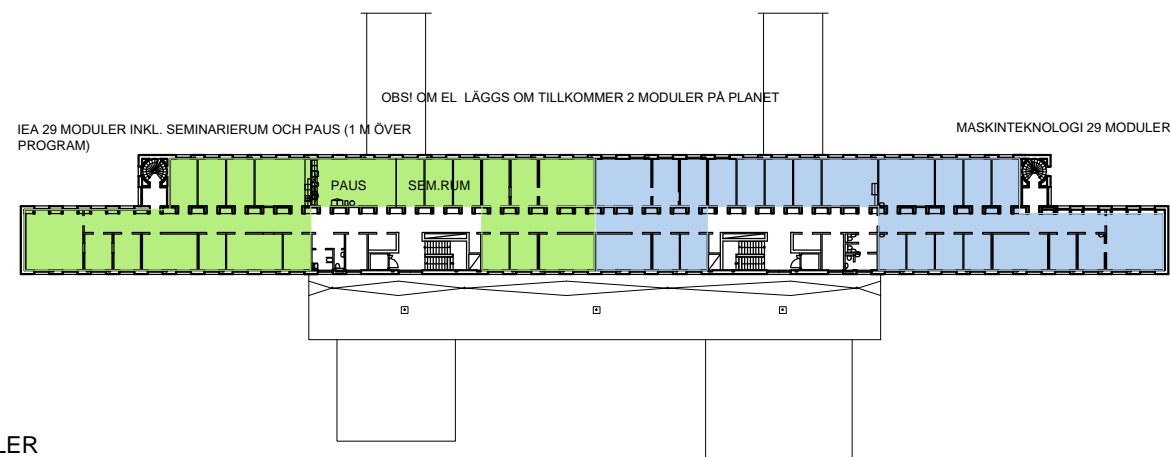 OBS! OM EL LÄGGS OM TILLKOMMER 2 MODULER PÅ PLANET
IEA 29 MODULER INKL. SEMINARIERUM OCH PAUS (1 M ÖVER
PROGRAM)
MASKINTEKNOLOGI 29 MODULER
PAUS
SEM.RUM
LER